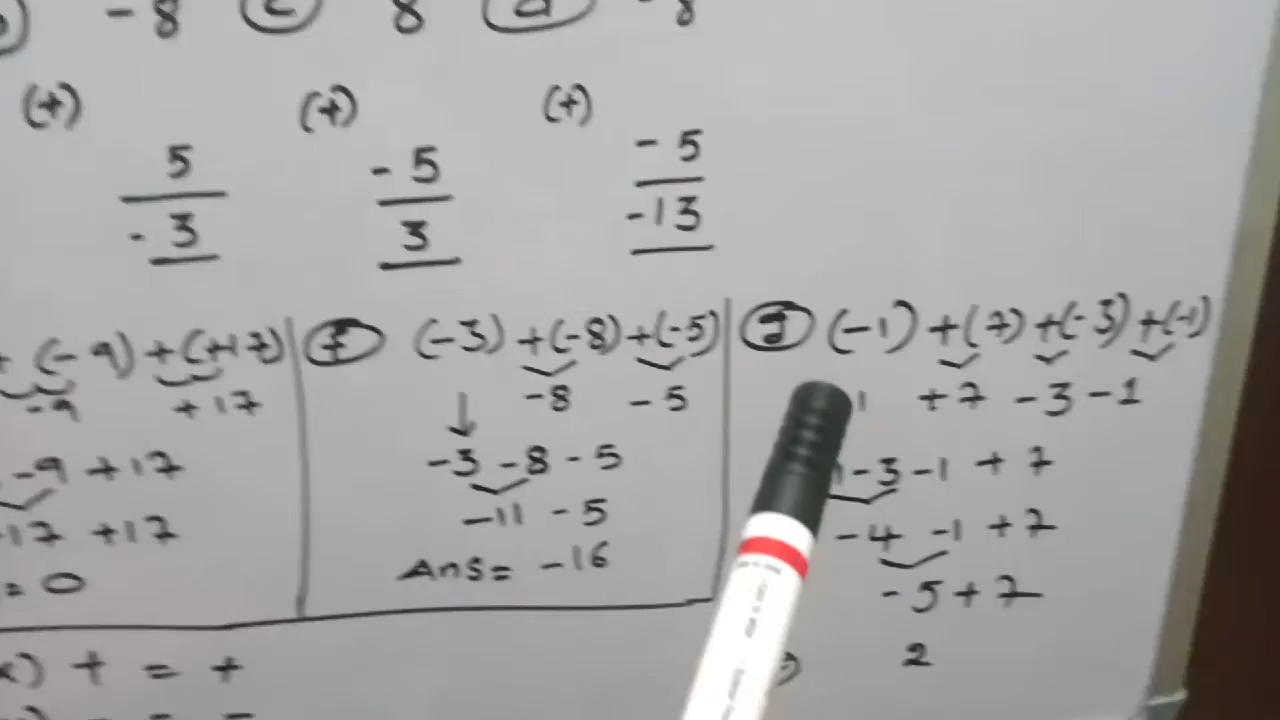 - 8 c 8 d - 8
(+) (+) (+)
5 - 5 - 5
- 3 3 -13
(-9) +(+17)
-9 +17
-9 +17
17 +17
= 0
(-3) +(-8) +(-5)
-8 -5
-3 -8 -5
-11 -5
Ans= -16
(-1) +(7) +(-3) +(-1)
1 +7 -3 -1
-3 -1 +7
-4 -1 +7
-5+7
2
x) + = +